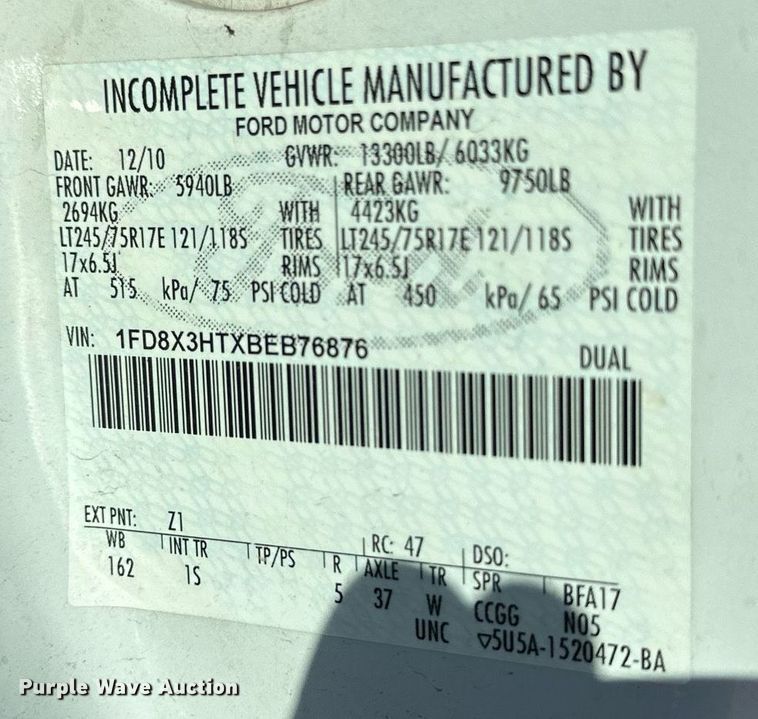 INCOMPLETE VEHICLE MANUFACTURED BY
FORD MOTOR COMPANY
DATE: 12/10 GVWR: 13300LB/ 6033KG
FRONT GAWR: 5940LB REAR GAWR: 9750LB
2694KG WITH 4423KG WITH
LT245/75R17E 121/118S TIRES LT245/75R17E 121/118S TIRES
17x6.5J RIMS 17x6.5J RIMS
AT 515 kPa/ 75 PSI COLD AT 450 kPa/ 65 PSI COLD
VIN: 1FD8X3HTXBEB76876 DUAL
EXT PNT: Z1 RC: 47 DSO:
WB INT TR TP/PS R AXLE TR SPR BFA17
162 1S 5 37 W CCGG N05
UNC ▽5U5A-1520472-BA
Purple Wave Auction